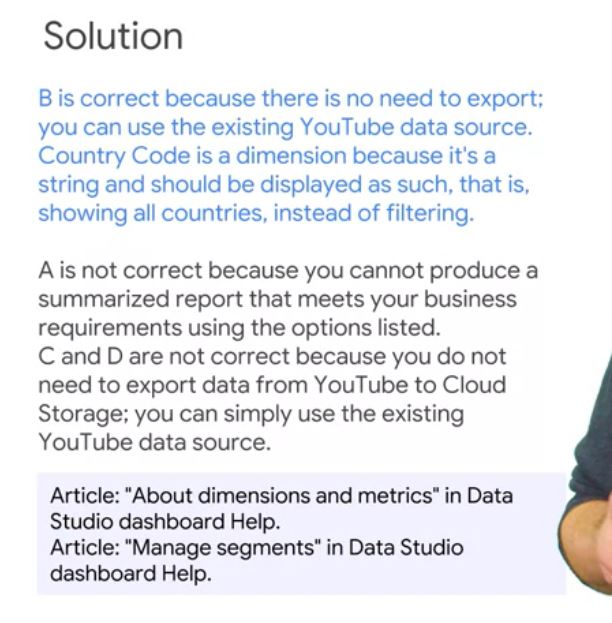 Solution
B is correct because there is no need to export;
you can use the existing YouTube data source.
Country Code is a dimension because it's a
string and should be displayed as such, that is,
showing all countries, instead of filtering.
A is not correct because you cannot produce a
summarized report that meets your business
requirements using the options listed.
C and D are not correct because you do not
need to export data from YouTube to Cloud
Storage; you can simply use the existing
YouTube data source.
Article: "About dimensions and metrics" in Data
Studio dashboard Help.
Article: "Manage segments" in Data Studio
dashboard Help.